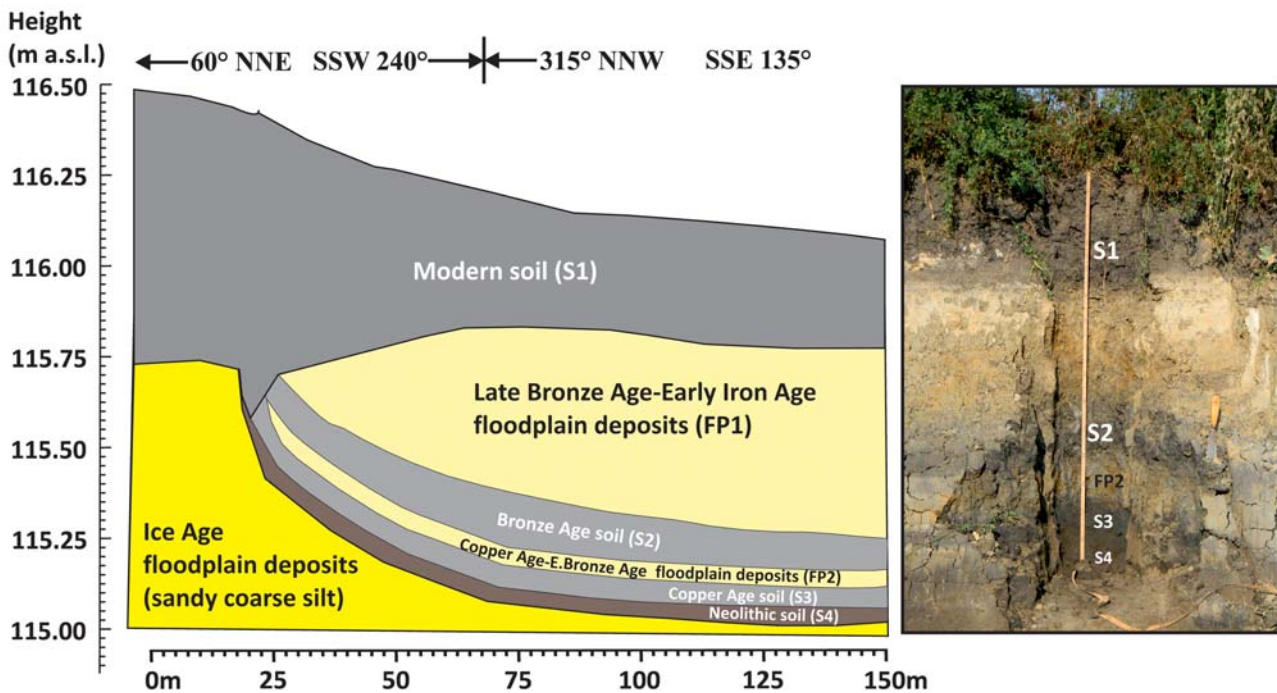 Height
(m a.s.l.)
60° NNE SSW 240° 315° NNW SSE 135°
116.50
116.25
116.00
115.75
115.50
115.25
115.00
Modern soil (S1)
Late Bronze Age-Early Iron Age
floodplain deposits (FP1)
Bronze Age soil (S2)
Copper Age-E.Bronze Age floodplain deposits (FP2)
Copper Age soil (S3)
Neolithic soil (S4)
Ice Age
floodplain deposits
(sandy coarse silt)
0m 25 50 75 100 125 150m
S1
S2
FP2
S3
S4